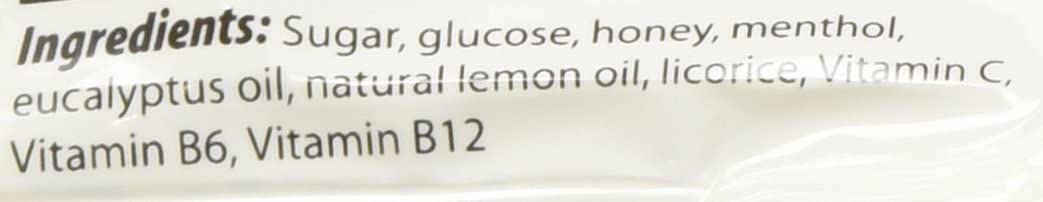 Ingredients: Sugar, glucose, honey, menthol,
eucalyptus oil, natural lemon oil, licorice, Vitamin C,
Vitamin B6, Vitamin B12